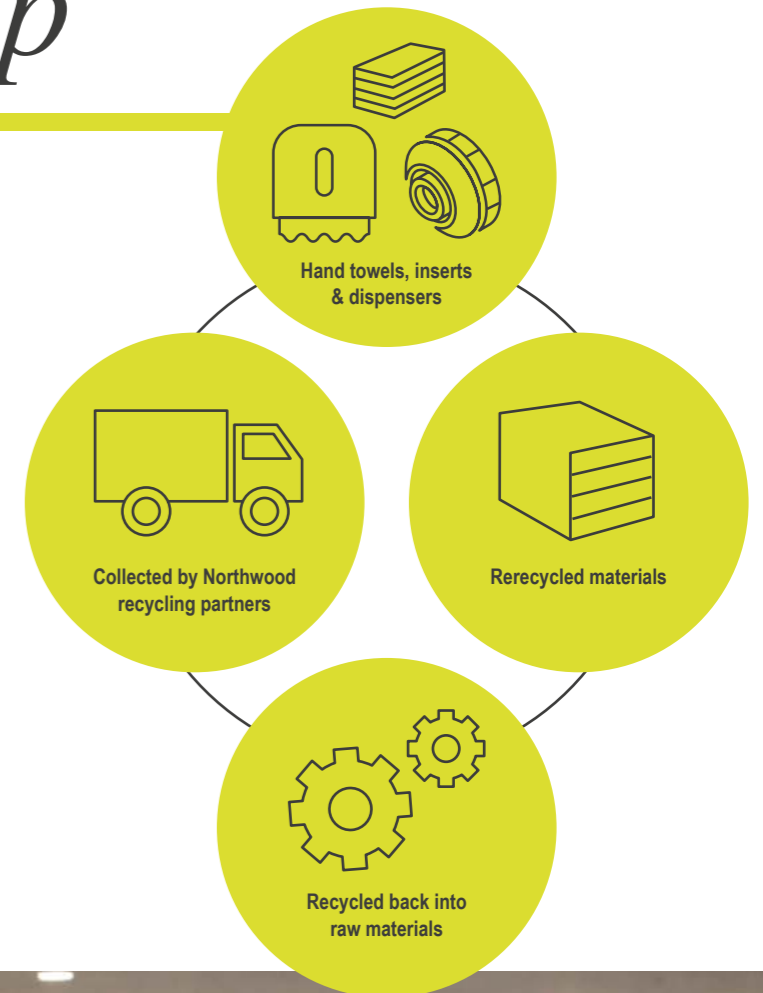 p
Hand towels, inserts
& dispensers
Collected by Northwood
recycling partners
Rerecycled materials
Recycled back into
raw materials